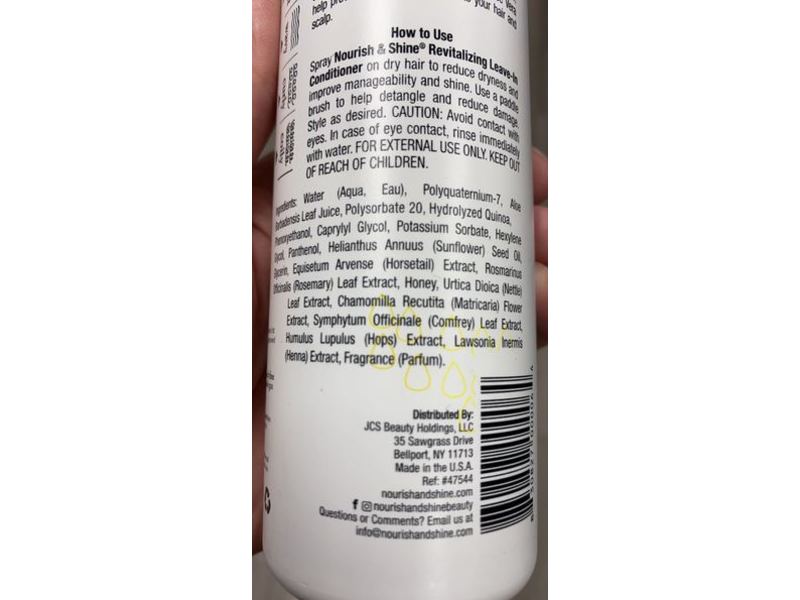 help pro
your hair and
scalp.
How to Use
Spray Nourish & Shine® Revitalizing Leave-In
Conditioner on dry hair to reduce dryness and
improve manageability and shine. Use a paddle
brush to help detangle and reduce damage.
Style as desired. CAUTION: Avoid contact with
eyes. In case of eye contact, rinse immediately
with water. FOR EXTERNAL USE ONLY. KEEP OUT
OF REACH OF CHILDREN.
Ingredients: Water (Aqua, Eau), Polyquaternium-7, Aloe
Barbadensis Leaf Juice, Polysorbate 20, Hydrolyzed Quinoa,
Phenoxyethanol, Caprylyl Glycol, Potassium Sorbate, Hexylene
Glycol, Panthenol, Helianthus Annuus (Sunflower) Seed Oil,
Glycerin, Equisetum Arvense (Horsetail) Extract, Rosmarinus
Officinalis (Rosemary) Leaf Extract, Honey, Urtica Dioica (Nettle)
Leaf Extract, Chamomilla Recutita (Matricaria) Flower
Extract, Symphytum Officinale (Comfrey) Leaf Extract,
Humulus Lupulus (Hops) Extract, Lawsonia Inermis
(Henna) Extract, Fragrance (Parfum).
Distributed By:
JCS Beauty Holdings, LLC
35 Sawgrass Drive
Bellport, NY 11713
Made in the U.S.A.
Ref: #47544
nourishandshine.com
nourishandshinebeauty
Questions or Comments? Email us at
info@nourishandshine.com